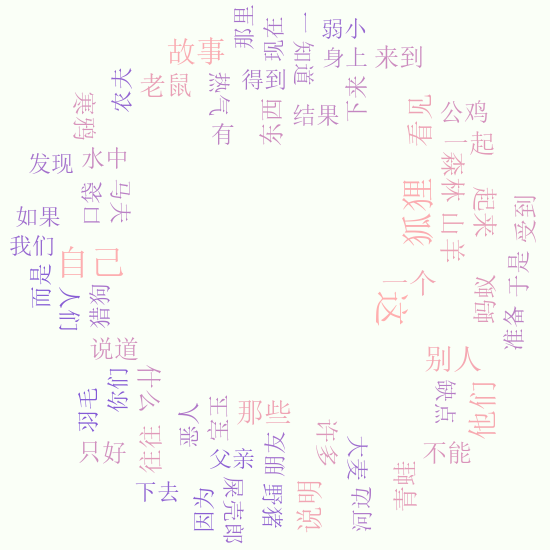 那里
现在
一
知道
弱小
故事
身上
来到
老鼠
热气
得到
下来
农夫
东西
结果
有
寒鸦
看见
公鸡
一起
发现
水中
森林
口袋
马夫
狐狸
山羊
起来
受到
如果
我们
自己
而是
人们
猎狗
一个
这
蚂蚁
于是
准备
说道
别人
你们
什么
羽毛
缺点
他们
恶人
宝玉
那些
许多
只好
往往
父亲
朋友
大麦
不能
下去
因为
屎壳郎
野猪
说明
河边
青蛙